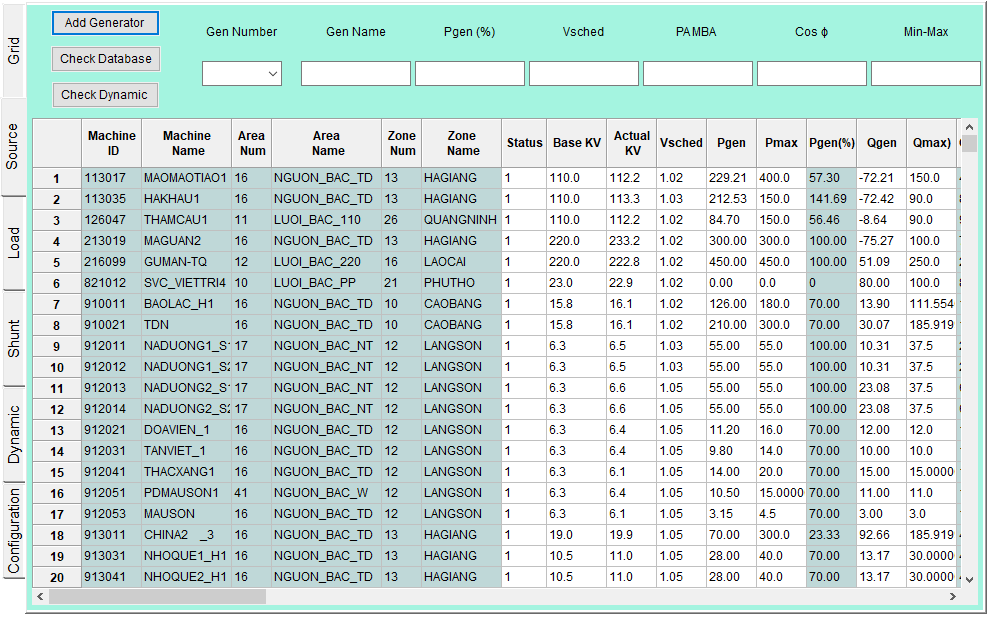 Add Generator
Check Database
Check Dynamic
Gen Number Gen Name Pgen (%) Vsched PAMBA Cos ϕ Min-Max
Grid
Source
Load
Shunt
Dynamic
Configuration
Machine ID Machine Name Area Num Area Name Zone Num Zone Name Status Base KV Actual KV Vsched Pgen Pmax Pgen(%) Qgen Qmax)
1 113017 MAOMAOTIAO1 16 NGUON_BAC_TD 13 HAGIANG 1 110.0 112.2 1.02 229.21 400.0 57.30 -72.21 150.0
2 113035 HAKHAU1 16 NGUON_BAC_TD 13 HAGIANG 1 110.0 113.3 1.03 212.53 150.0 141.69 -72.42 90.0
3 126047 THAMCAU1 11 LUOI_BAC_110 26 QUANGNINH 1 110.0 112.2 1.02 84.70 150.0 56.46 -8.64 90.0
4 213019 MAGUAN2 16 NGUON_BAC_TD 13 HAGIANG 1 220.0 233.2 1.02 300.00 300.0 100.00 -75.27 100.0
5 216099 GUMAN-TQ 12 LUOI_BAC_220 16 LAOCAI 1 220.0 222.8 1.02 450.00 450.0 100.00 51.09 250.0
6 821012 SVC_VIETTRI4 10 LUOI_BAC_PP 21 PHUTHO 1 23.0 22.9 1.02 0.00 0.0 0 80.00 100.0
7 910011 BAOLAC_H1 16 NGUON_BAC_TD 10 CAOBANG 1 15.8 16.1 1.02 126.00 180.0 70.00 13.90 111.554
8 910021 TDN 16 NGUON_BAC_TD 10 CAOBANG 1 15.8 16.1 1.02 210.00 300.0 70.00 30.07 185.919
9 912011 NADUONG1_S1 17 NGUON_BAC_NT 12 LANGSON 1 6.3 6.5 1.03 55.00 55.0 100.00 10.31 37.5
10 912012 NADUONG1_S2 17 NGUON_BAC_NT 12 LANGSON 1 6.3 6.5 1.03 55.00 55.0 100.00 10.31 37.5
11 912013 NADUONG2_S1 17 NGUON_BAC_NT 12 LANGSON 1 6.3 6.6 1.05 55.00 55.0 100.00 23.08 37.5
12 912014 NADUONG2_S2 17 NGUON_BAC_NT 12 LANGSON 1 6.3 6.6 1.05 55.00 55.0 100.00 23.08 37.5
13 912021 DOAVIEN_1 16 NGUON_BAC_TD 12 LANGSON 1 6.3 6.4 1.05 11.20 16.0 70.00 12.00 12.0
14 912031 TANVIET_1 16 NGUON_BAC_TD 12 LANGSON 1 6.3 6.4 1.05 9.80 14.0 70.00 10.00 10.0
15 912041 THACXANG1 16 NGUON_BAC_TD 12 LANGSON 1 6.3 6.1 1.05 14.00 20.0 70.00 15.00 15.0000
16 912051 PDMAUSON1 41 NGUON_BAC_W 12 LANGSON 1 6.3 6.4 1.05 10.50 15.0000 70.00 11.00 11.0
17 912053 MAUSON 16 NGUON_BAC_TD 12 LANGSON 1 6.3 6.1 1.05 3.15 4.5 70.00 3.00 3.0
18 913011 CHINA2 _3 16 NGUON_BAC_TD 13 HAGIANG 1 19.0 19.9 1.05 70.00 300.0 23.33 92.66 185.919
19 913031 NHOQUE1_H1 16 NGUON_BAC_TD 13 HAGIANG 1 10.5 11.0 1.05 28.00 40.0 70.00 13.17 30.0000
20 913041 NHOQUE2_H1 16 NGUON_BAC_TD 13 HAGIANG 1 10.5 11.0 1.05 28.00 40.0 70.00 13.17 30.0000